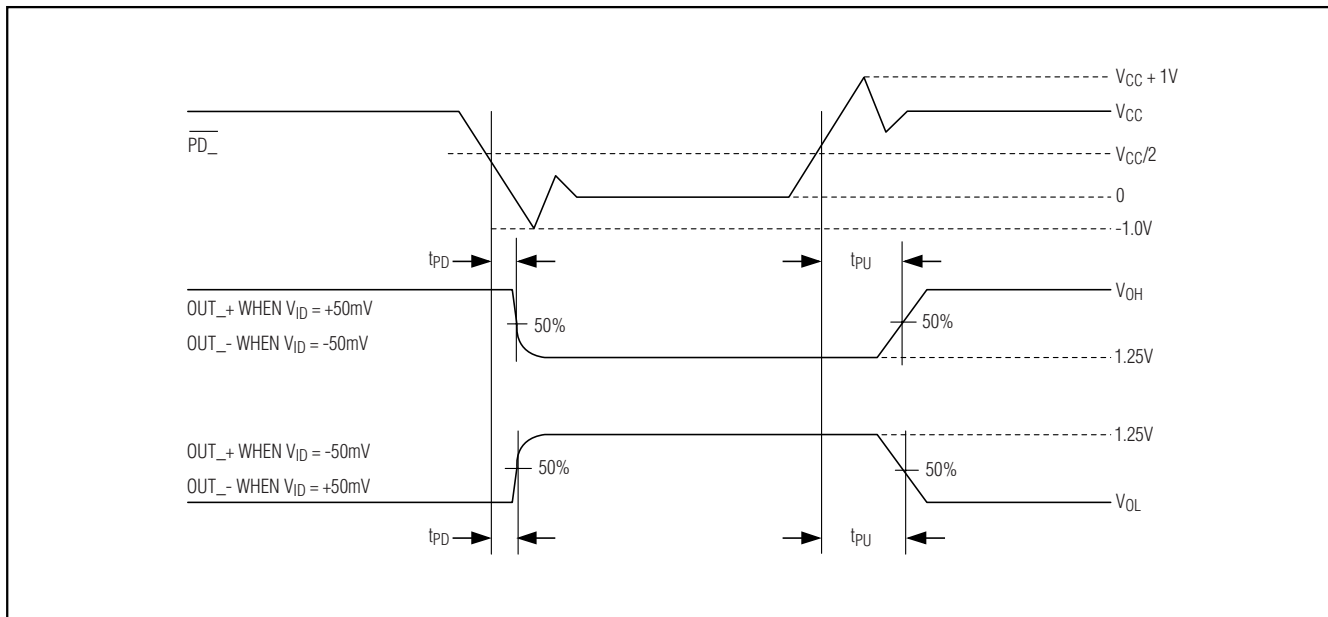 V_CC + 1V
V_CC
P̅D̅_̅
V_CC/2
0
-1.0V
t_PD
t_PU
V_OH
OUT_+ WHEN V_ID = +50mV
50%
50%
OUT_- WHEN V_ID = -50mV
1.25V
1.25V
OUT_+ WHEN V_ID = -50mV
50%
50%
OUT_- WHEN V_ID = +50mV
V_OL
t_PD
t_PU